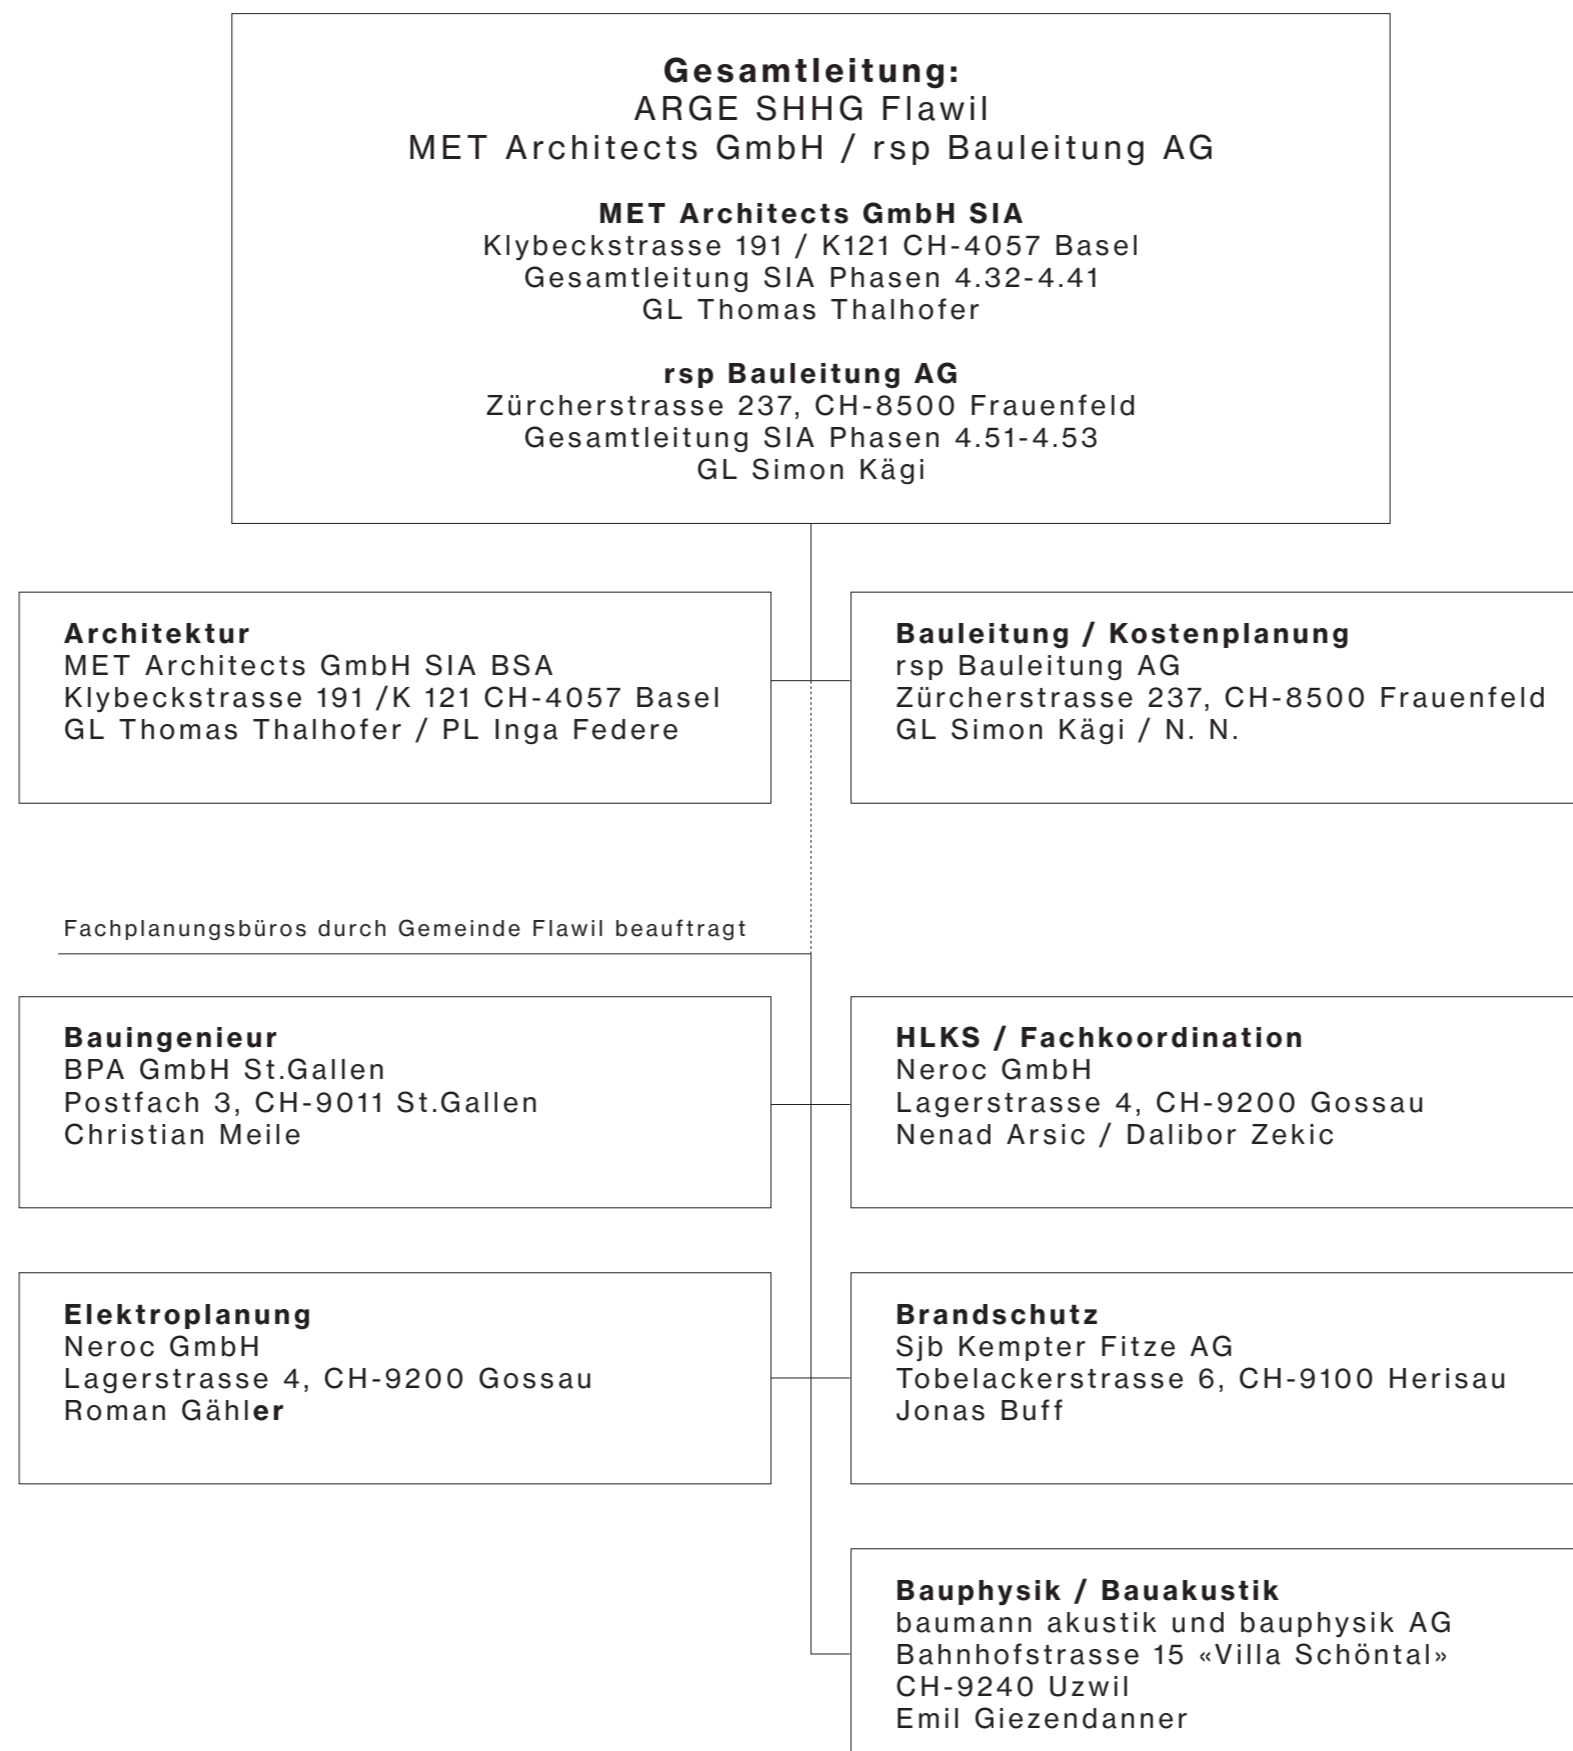 Gesamtleitung:
ARGE SHHG Flawil
MET Architects GmbH / rsp Bauleitung AG
MET Architects GmbH SIA
Klybeckstrasse 191 / K121 CH-4057 Basel
Gesamtleitung SIA Phasen 4.32-4.41
GL Thomas Thalhofer
rsp Bauleitung AG
Zürcherstrasse 237, CH-8500 Frauenfeld
Gesamtleitung SIA Phasen 4.51-4.53
GL Simon Kägi
Architektur
MET Architects GmbH SIA BSA
Klybeckstrasse 191 /K 121 CH-4057 Basel
GL Thomas Thalhofer / PL Inga Federe
Bauleitung / Kostenplanung
rsp Bauleitung AG
Zürcherstrasse 237, CH-8500 Frauenfeld
GL Simon Kägi / N. N.
Fachplanungsbüros durch Gemeinde Flawil beauftragt
Bauingenieur
BPA GmbH St.Gallen
Postfach 3, CH-9011 St.Gallen
Christian Meile
HLKS / Fachkoordination
Neroc GmbH
Lagerstrasse 4, CH-9200 Gossau
Nenad Arsic / Dalibor Zekic
Elektroplanung
Neroc GmbH
Lagerstrasse 4, CH-9200 Gossau
Roman Gähler
Brandschutz
Sjb Kempter Fitze AG
Tobelackerstrasse 6, CH-9100 Herisau
Jonas Buff
Bauphysik / Bauakustik
baumann akustik und bauphysik AG
Bahnhofstrasse 15 «Villa Schöntal»
CH-9240 Uzwil
Emil Giezendanner